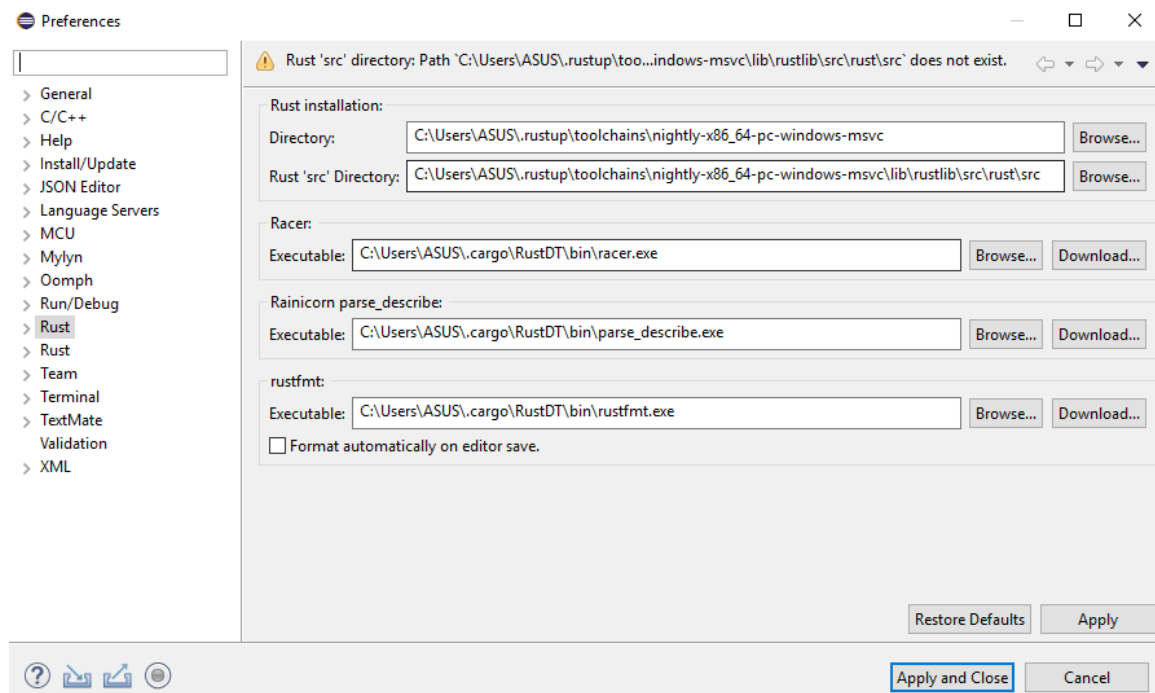 Preferences
Rust 'src' directory: Path `C:\Users\ASUS\.rustup\too...indows-msvc\lib\rustlib\src\rust\src` does not exist.
General
C/C++
Help
Install/Update
JSON Editor
Language Servers
MCU
Mylyn
Oomph
Run/Debug
Rust
Rust
Team
Terminal
TextMate
Validation
XML
Rust installation:
Directory: C:\Users\ASUS\.rustup\toolchains\nightly-x86_64-pc-windows-msvc Browse...
Rust 'src' Directory: C:\Users\ASUS\.rustup\toolchains\nightly-x86_64-pc-windows-msvc\lib\rustlib\src\rust\src Browse...
Racer:
Executable: C:\Users\ASUS\.cargo\RustDT\bin\racer.exe Browse... Download...
Rainicorn parse_describe:
Executable: C:\Users\ASUS\.cargo\RustDT\bin\parse_describe.exe Browse... Download...
rustfmt:
Executable: C:\Users\ASUS\.cargo\RustDT\bin\rustfmt.exe Browse... Download...
Format automatically on editor save.
Restore Defaults Apply
? Apply and Close Cancel